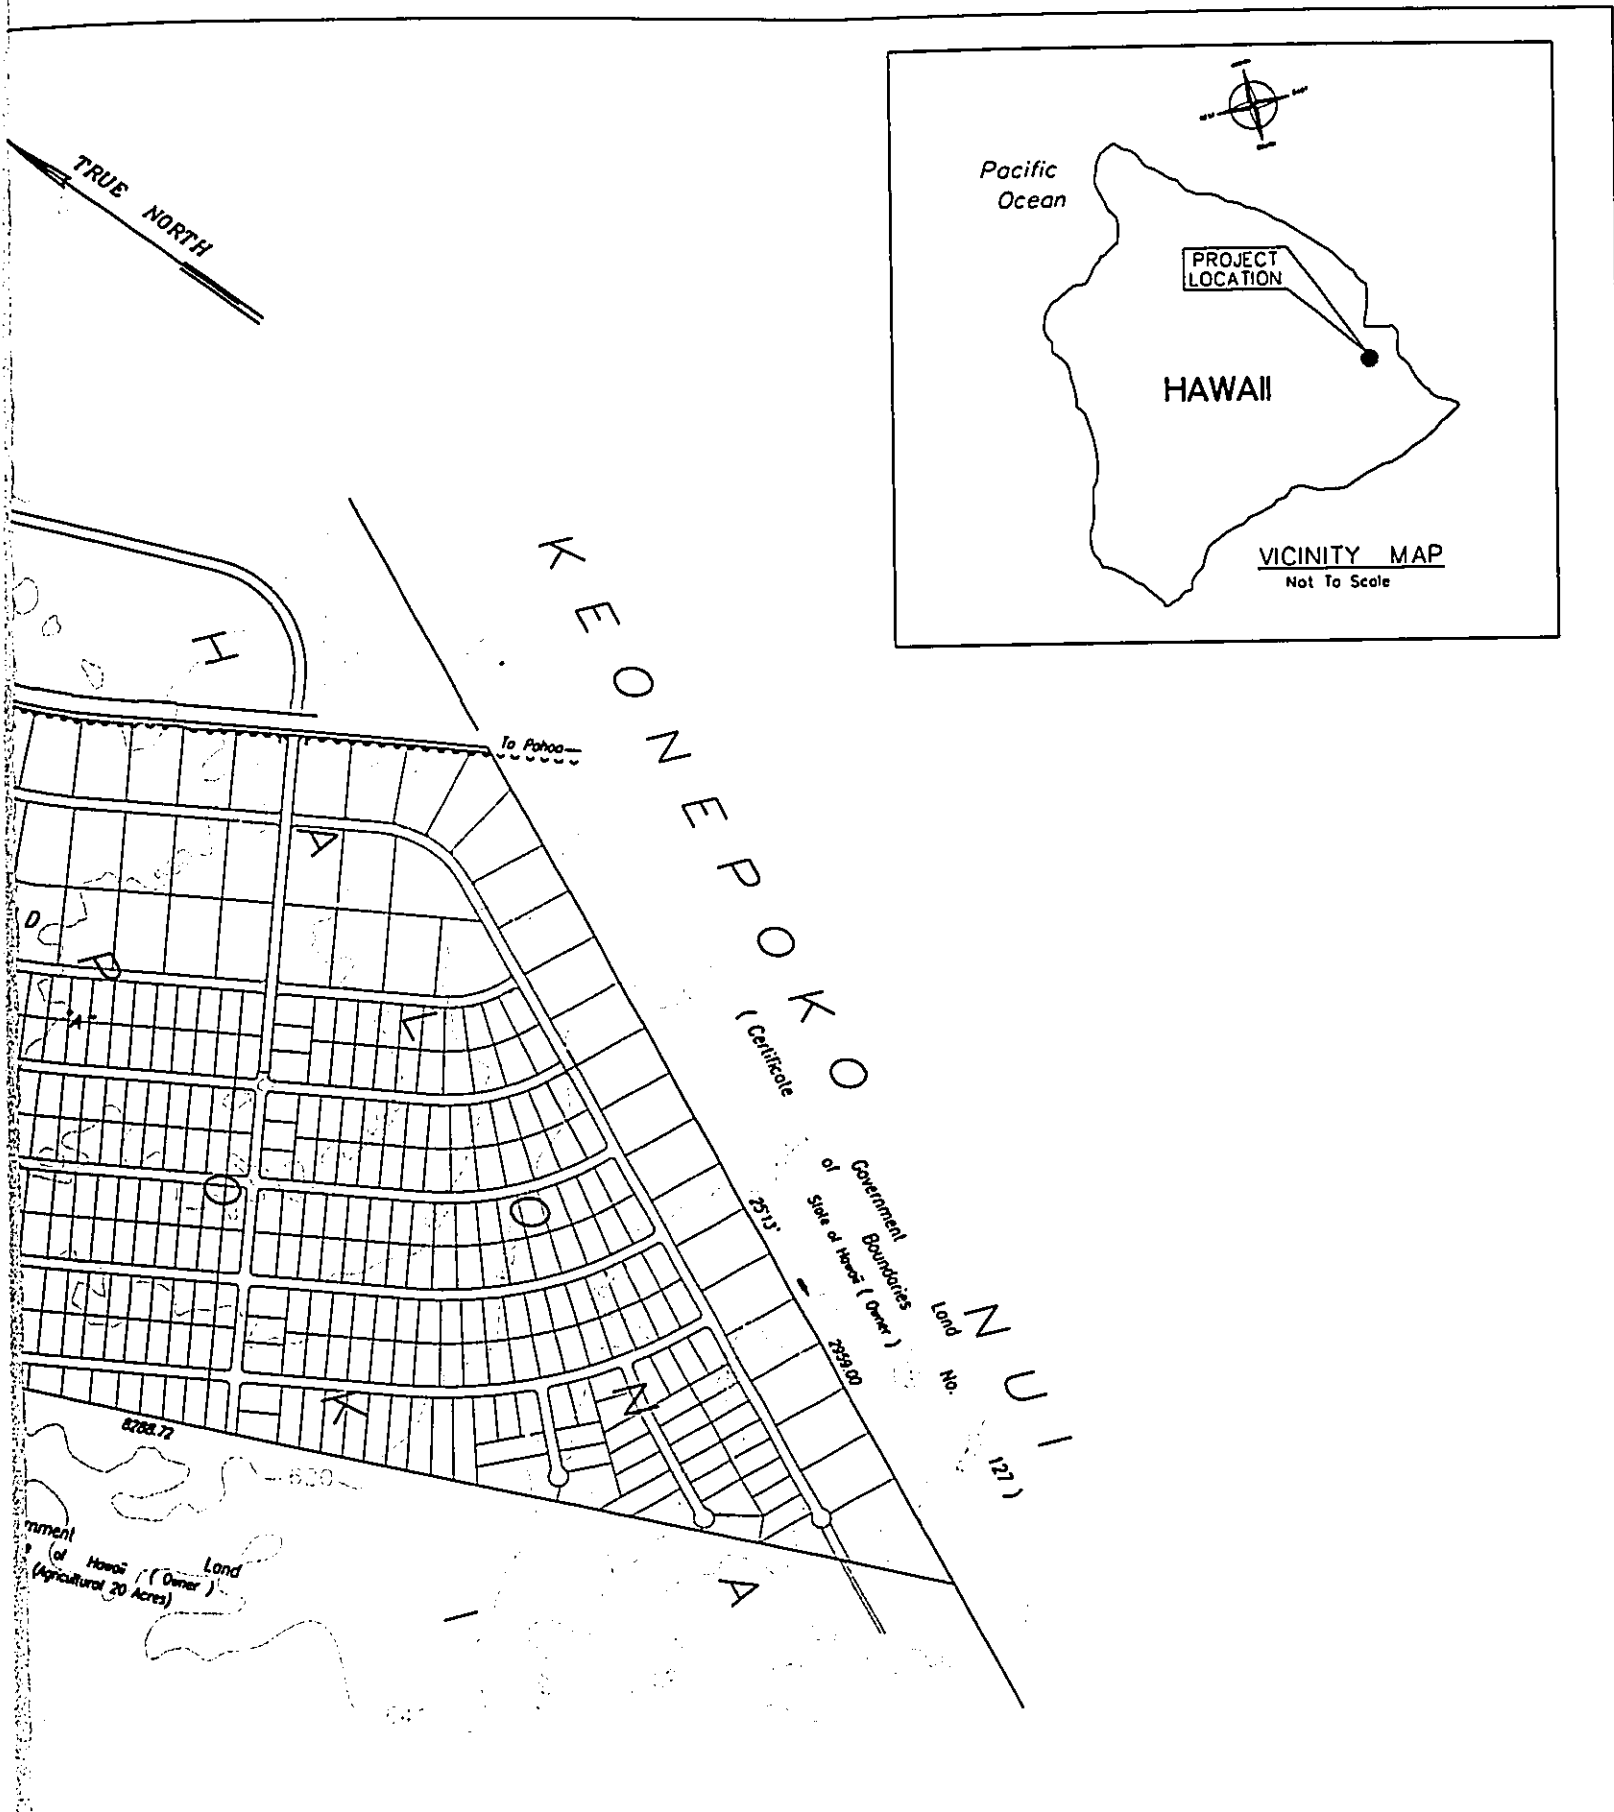 TRUE NORTH
Pacific
Ocean
PROJECT
LOCATION
HAWAII
VICINITY MAP
Not To Scale
KEONEPOKO NUI
(Certificate of Boundaries No. 127)
Government Land
State of Hawaii (Owner)
25°13'
2959.00
To Pahoa
H A L O N A
P O K I
D
"A"
8288.72
600
Land
of Hawaii (Owner)
(Agricultural 20 Acres)